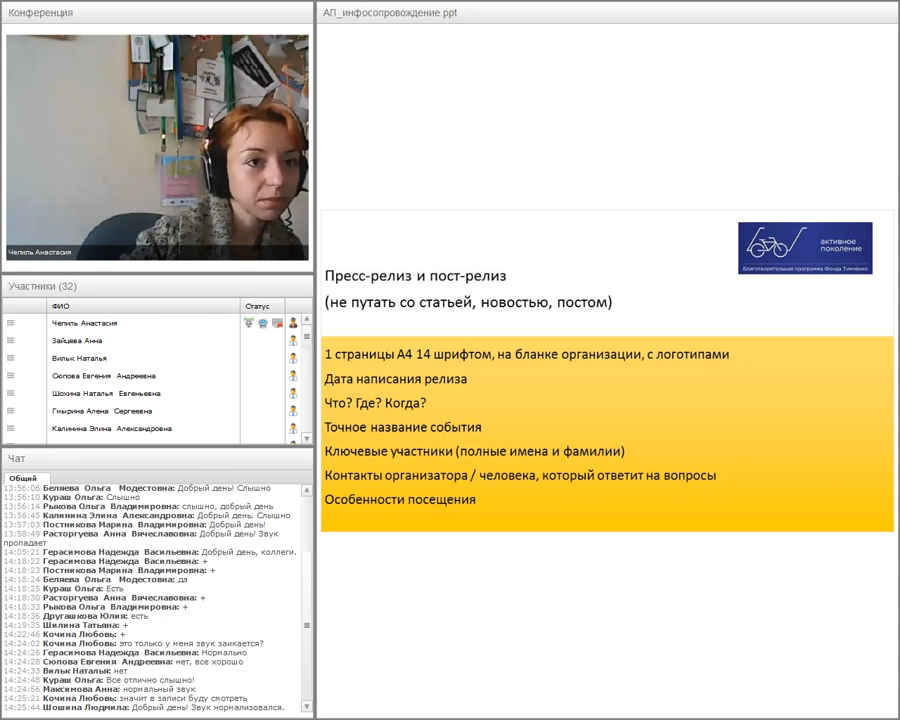 Конференция
Чепиль Анастасия
Участники (32)
ФИО
Статус
Чепиль Анастасия
Зайцева Анна
Вильк Наталья
Сюпова Евгения Андреевна
Шохина Наталья Евгеньевна
Гмырина Алена Сергеевна
Калинина Элина Александровна
Чат
Общий
13:56:06 Беляева Ольга Модестовна: Добрый день! Слышно
13:56:10 Кураш Ольга: Слышно
13:56:14 Рыкова Ольга Владимировна: слышно, добрый день
13:56:45 Калинина Элина Александровна: Добрый день. Слышно
13:57:03 Постникова Марина Владимировна: Добрый день!
13:58:49 Расторгуева Анна Вячеславовна: Добрый день! Звук
пропадает
14:05:21 Герасимова Надежда Васильевна: Добрый день, коллеги.
14:18:22 Герасимова Надежда Васильевна: +
14:18:23 Постникова Марина Владимировна: +
14:18:24 Беляева Ольга Модестовна: да
14:18:25 Кураш Ольга: Есть
14:18:30 Расторгуева Анна Вячеславовна: +
14:18:33 Рыкова Ольга Владимировна: +
14:18:36 Другашкова Юлия: есть
14:19:35 Шилина Татьяна: +
14:22:46 Кочина Любовь: +
14:24:02 Кочина Любовь: это только у меня звук заикается?
14:24:26 Герасимова Надежда Васильевна: Нормально
14:24:28 Сюпова Евгения Андреевна: нет, все хорошо
14:24:33 Вильк Наталья: нет
14:24:48 Кураш Ольга: Все отлично слышно!
14:24:56 Максимова Анна: нормальный звук
14:25:21 Кочина Любовь: значит в записи буду смотреть
14:25:44 Шошина Людмила: Добрый день! Звук нормализовался.
АП_инфосопровождение.ppt
активное
поколение
благотворительная программа Фонда Тимченко
Пресс-релиз и пост-релиз
(не путать со статьей, новостью, постом)
1 страницы А4 14 шрифтом, на бланке организации, с логотипами
Дата написания релиза
Что? Где? Когда?
Точное название события
Ключевые участники (полные имена и фамилии)
Контакты организатора / человека, который ответит на вопросы
Особенности посещения